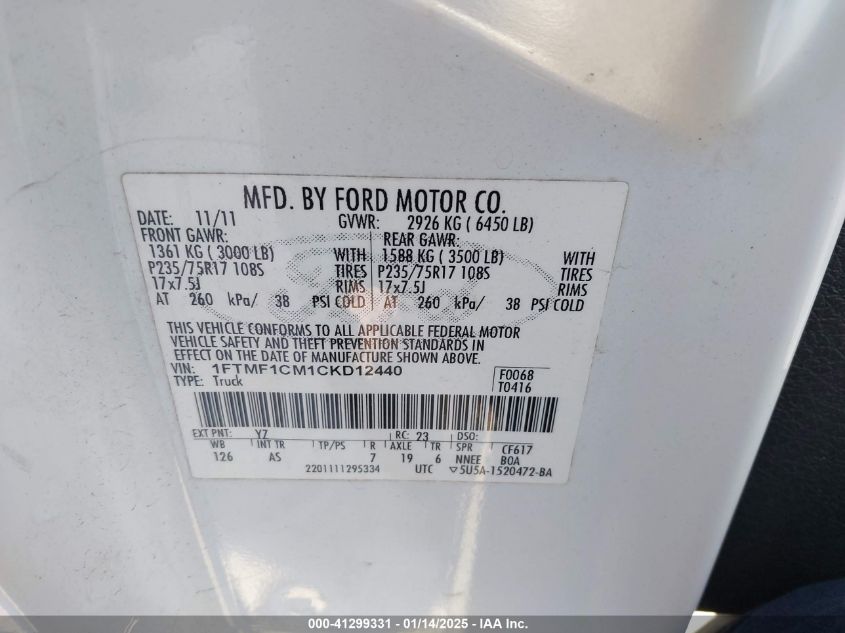 MFD. BY FORD MOTOR CO.
DATE: 11/11 GVWR: 2926 KG ( 6450 LB)
FRONT GAWR: REAR GAWR:
1361 KG ( 3000 LB) WITH 1588 KG ( 3500 LB) WITH
P235/75R17 108S TIRES P235/75R17 108S TIRES
17x7.5J RIMS 17x7.5J RIMS
AT 260 kPa/ 38 PSI COLD AT 260 kPa/ 38 PSI COLD
THIS VEHICLE CONFORMS TO ALL APPLICABLE FEDERAL MOTOR
VEHICLE SAFETY AND THEFT PREVENTION STANDARDS IN
EFFECT ON THE DATE OF MANUFACTURE SHOWN ABOVE.
VIN: 1FTMF1CM1CKD12440 F0068
TYPE: Truck T0416
EXT PNT: YZ RC: 23 DSO:
WB INT TR TP/PS R AXLE TR SPR CF617
126 AS 7 19 6 NNEE BOA
2201111295334 UTC ▽5U5A-1520472-BA
000-41299331 - 01/14/2025 - IAA Inc.